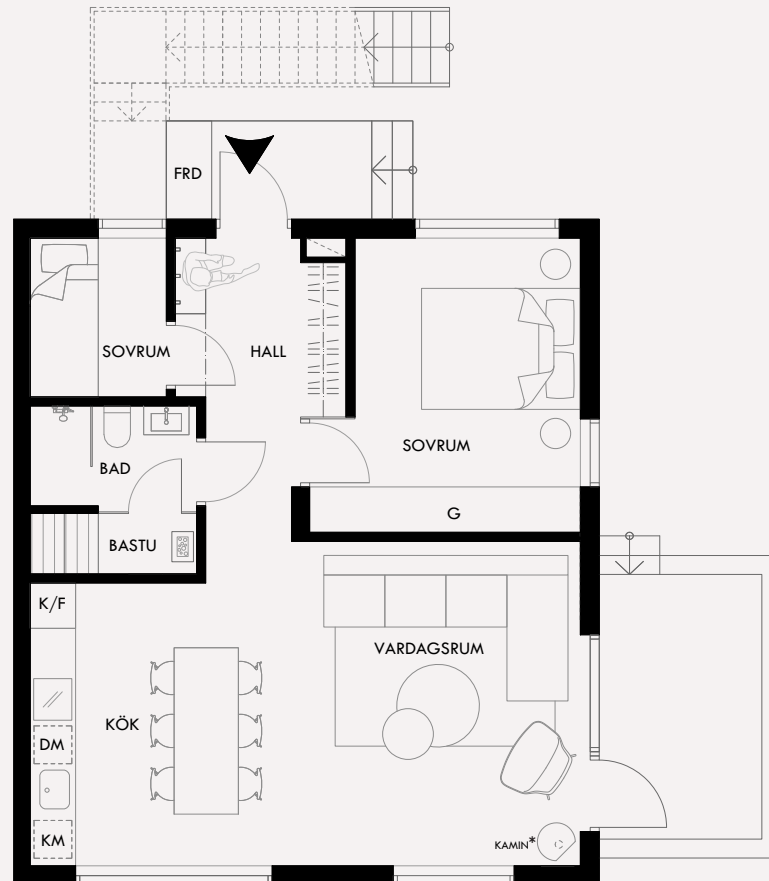 FRD
SOVRUM
HALL
SOVRUM
BAD
G
BASTU
K/F
VARDAGSRUM
KÖK
DM
KM
KAMIN*